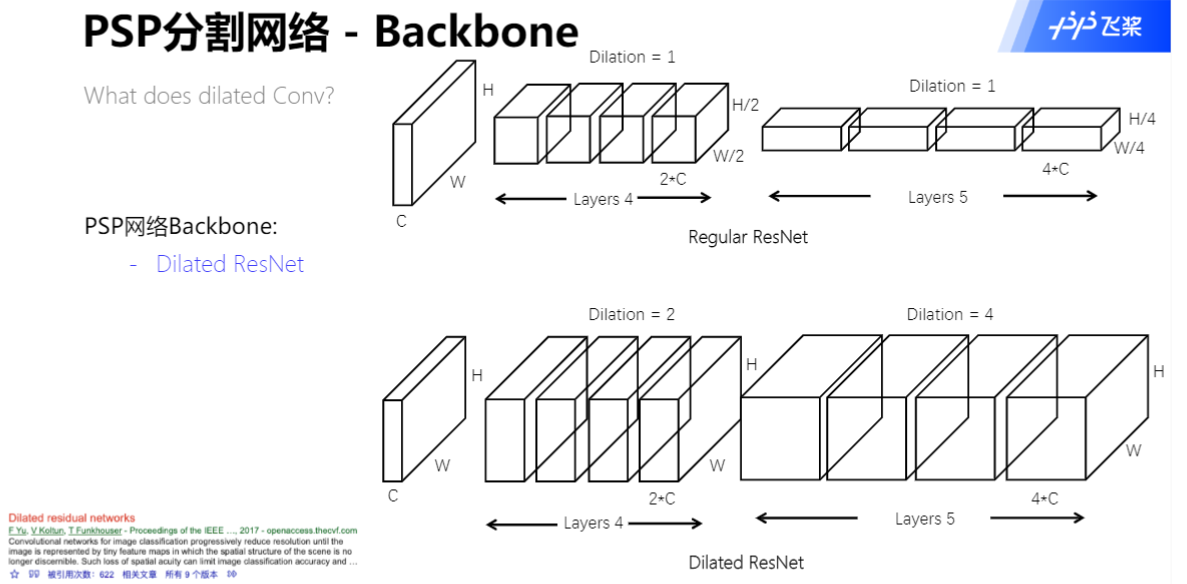 PSP分割网络 - Backbone
飞桨
What does dilated Conv?
PSP网络Backbone:
- Dilated ResNet
Dilation = 1
H
W
C
H/2
W/2
2*C
Layers 4
Dilation = 1
H/4
W/4
4*C
Layers 5
Regular ResNet
Dilation = 2
H
W
C
H
W
2*C
Layers 4
Dilation = 4
H
W
4*C
Layers 5
Dilated ResNet
Dilated residual networks
F Yu, V Koltun, T Funkhouser - Proceedings of the IEEE …, 2017 - openaccess.thecvf.com
Convolutional networks for image classification progressively reduce resolution until the
image is represented by tiny feature maps in which the spatial structure of the scene is no
longer discernible. Such loss of spatial acuity can limit image classification accuracy and …
被引用次数：622 相关文章 所有 9 个版本